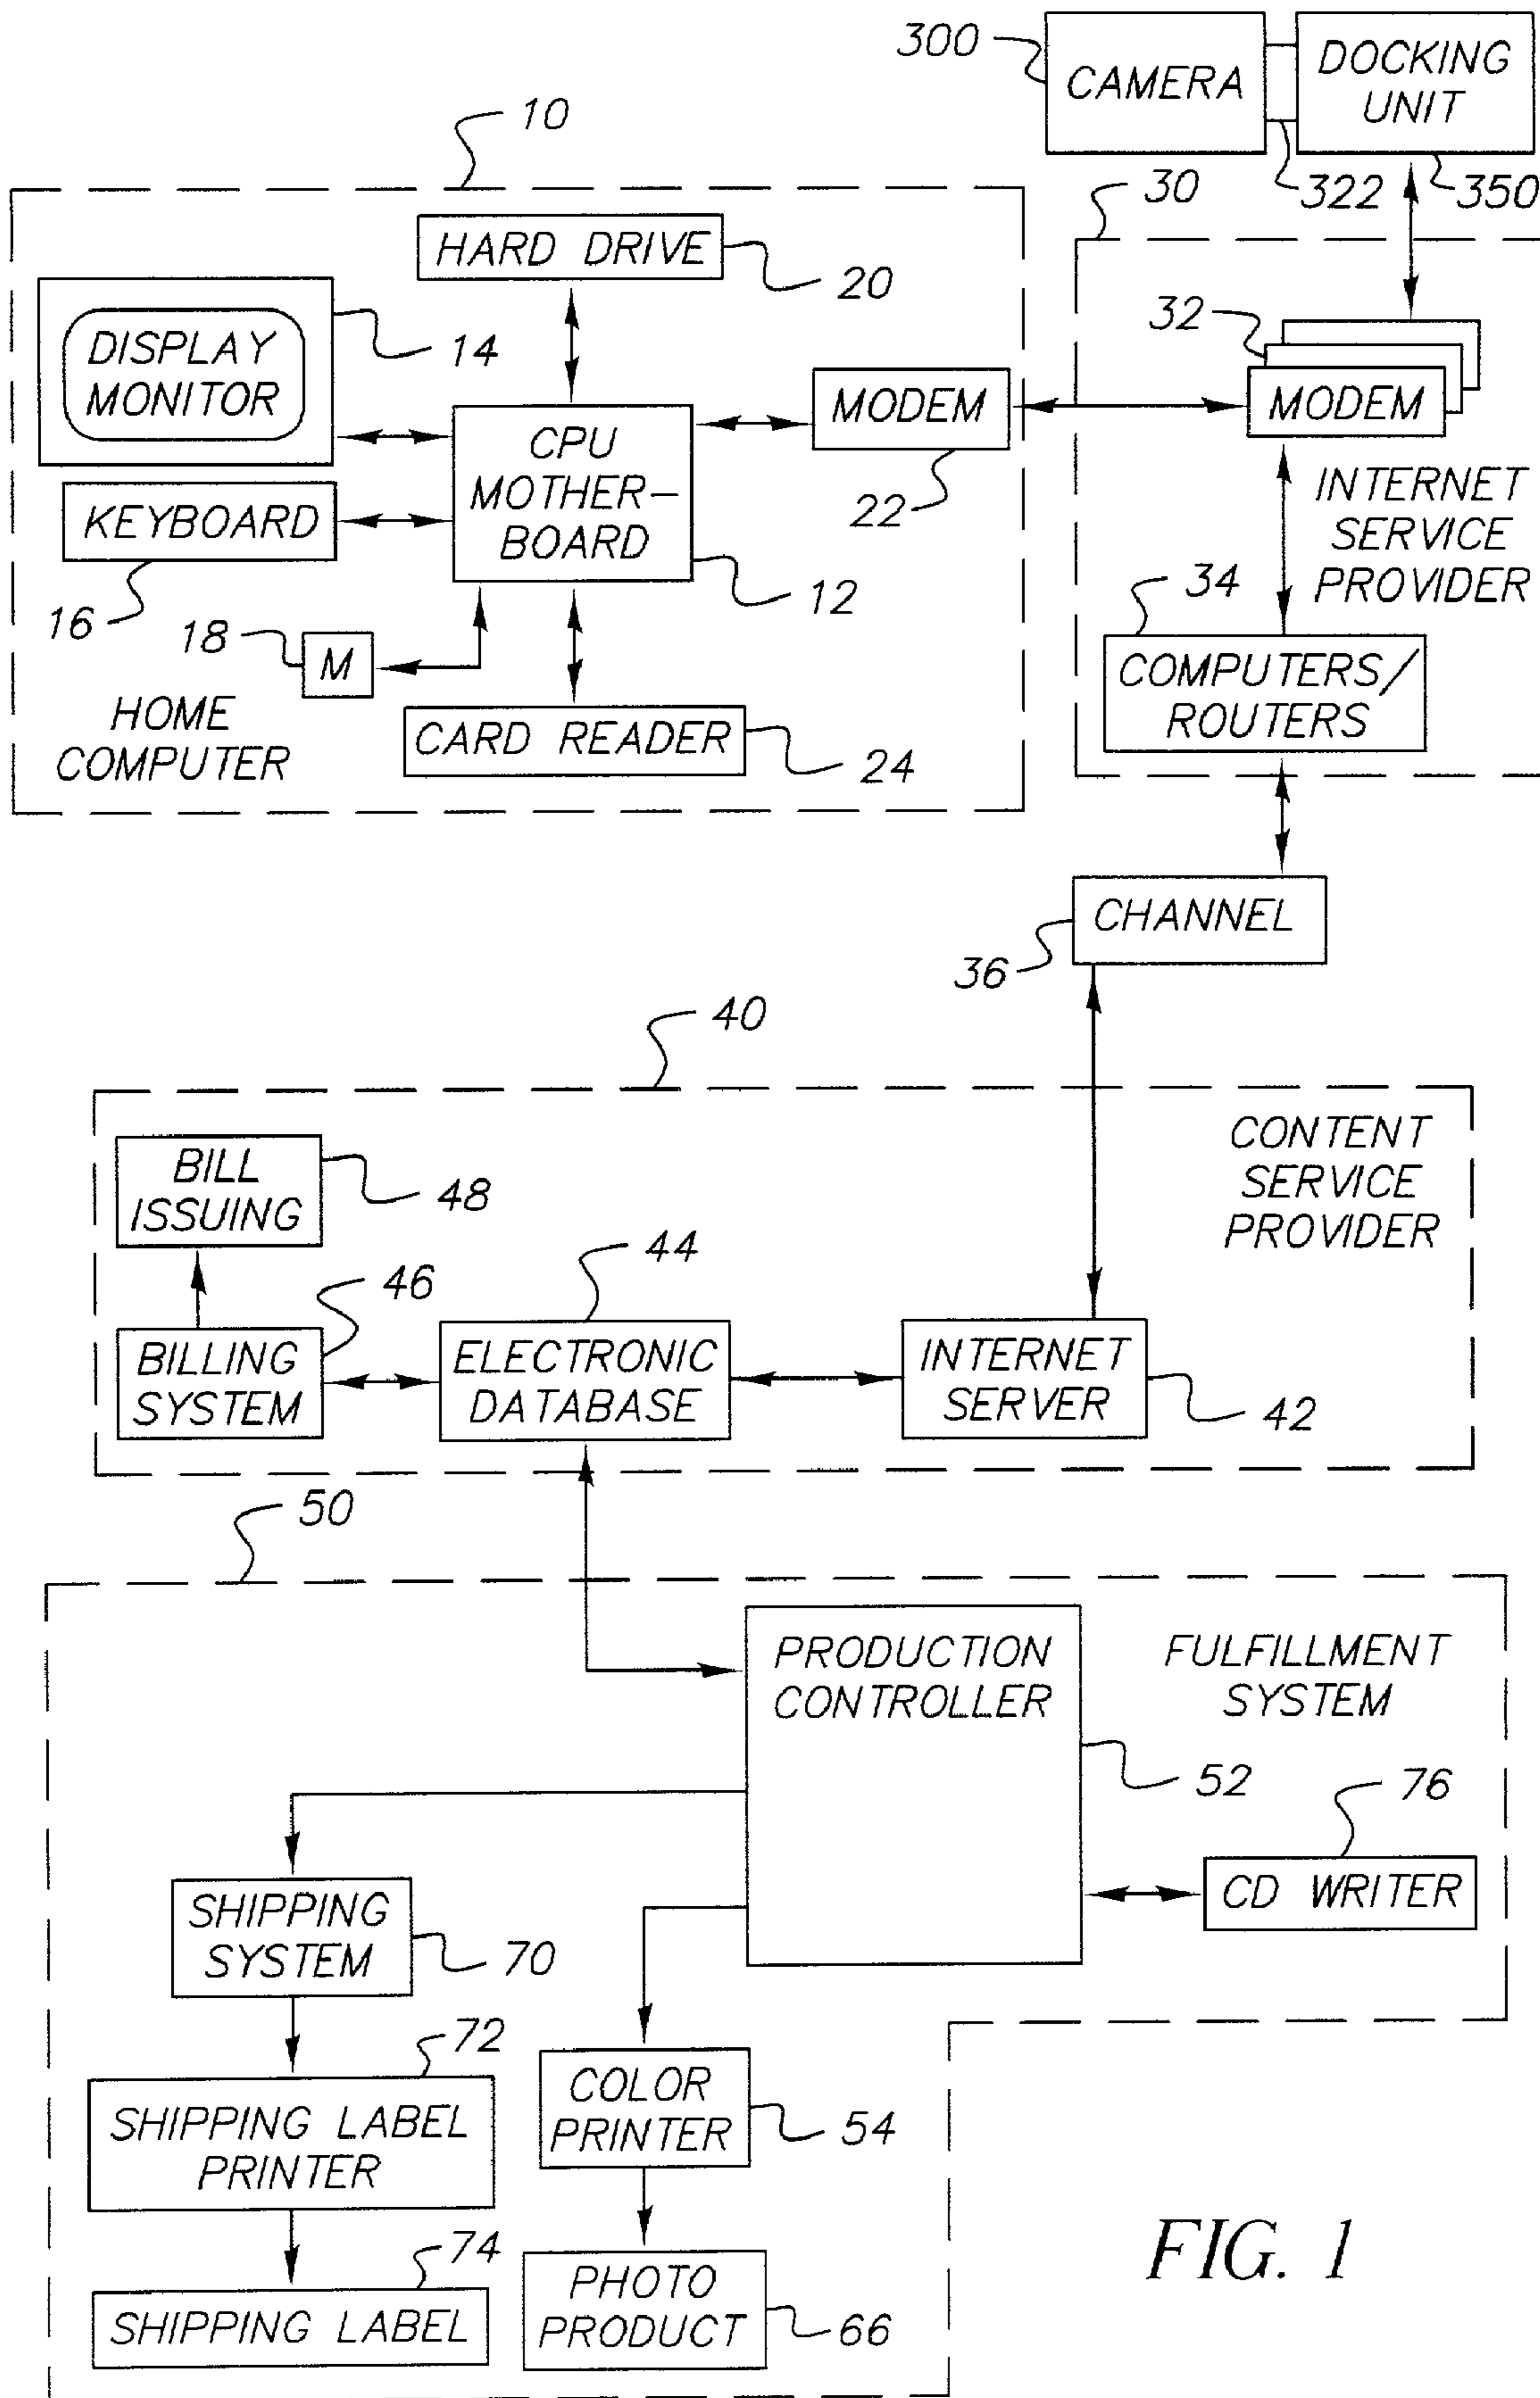 300
CAMERA
DOCKING
UNIT
322
350
10
30
HARD DRIVE
20
DISPLAY
MONITOR
14
32
MODEM
CPU
MOTHER-
BOARD
MODEM
22
KEYBOARD
16
12
INTERNET
SERVICE
PROVIDER
18
M
34
COMPUTERS/
ROUTERS
HOME
COMPUTER
CARD READER
24
CHANNEL
36
40
CONTENT
SERVICE
PROVIDER
BILL
ISSUING
48
44
46
BILLING
SYSTEM
ELECTRONIC
DATABASE
INTERNET
SERVER
42
50
PRODUCTION
CONTROLLER
FULFILLMENT
SYSTEM
52
76
CD WRITER
SHIPPING
SYSTEM
70
72
SHIPPING LABEL
PRINTER
COLOR
PRINTER
54
74
SHIPPING LABEL
PHOTO
PRODUCT
66
FIG. 1